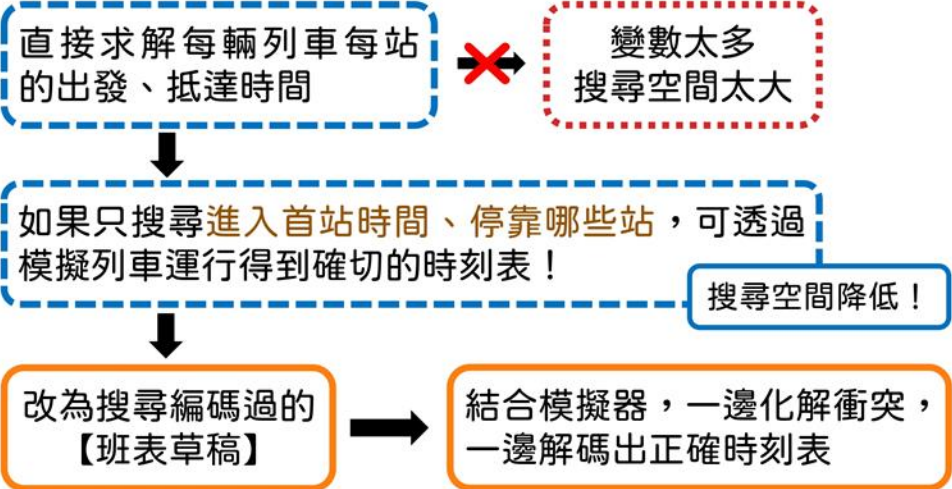 直接求解每輛列車每站
的出發、抵達時間
變數太多
搜尋空間太大
如果只搜尋進入首站時間、停靠哪些站，可透過
模擬列車運行得到確切的時刻表！
搜尋空間降低！
改為搜尋編碼過的
【班表草稿】
結合模擬器，一邊化解衝突，
一邊解碼出正確時刻表